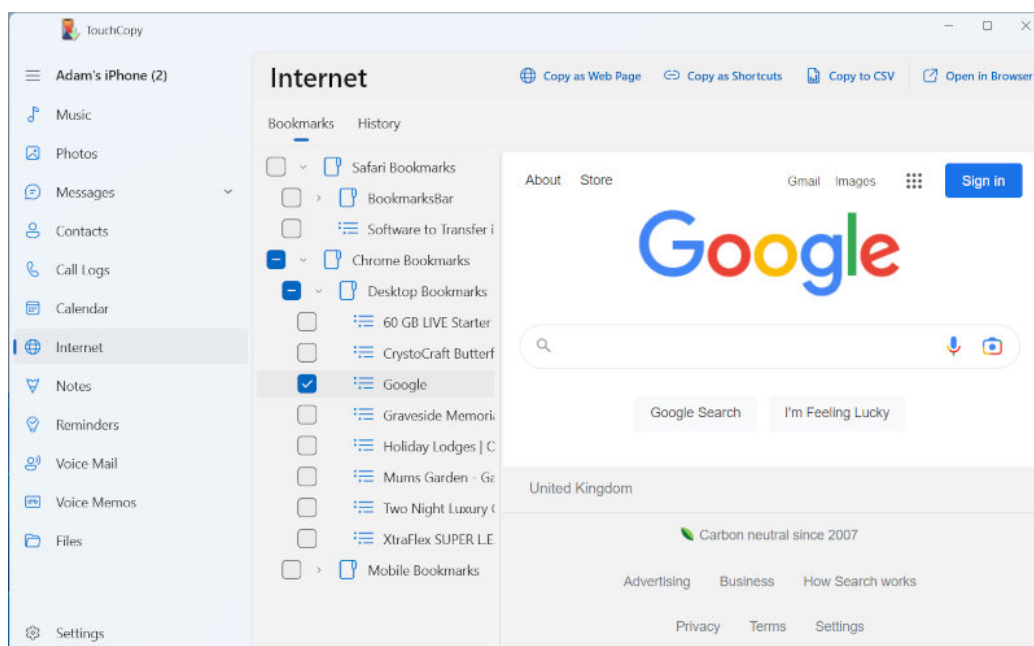 TouchCopy
Adam's iPhone (2)
Music
Photos
Messages
Contacts
Call Logs
Calendar
Internet
Notes
Reminders
Voice Mail
Voice Memos
Files
Settings
Internet
Copy as Web Page Copy as Shortcuts Copy to CSV Open in Browser
Bookmarks History
Safari Bookmarks
BookmarksBar
Software to Transfer i
Chrome Bookmarks
Desktop Bookmarks
60 GB LIVE Starter
CrystoCraft Butterf
Google
Graveside Memori
Holiday Lodges | C
Mums Garden - Ga
Two Night Luxury
XtraFlex SUPER L.E.
Mobile Bookmarks
About Store Gmail Images Sign in
Google
Google Search I'm Feeling Lucky
United Kingdom
Carbon neutral since 2007
Advertising Business How Search works
Privacy Terms Settings